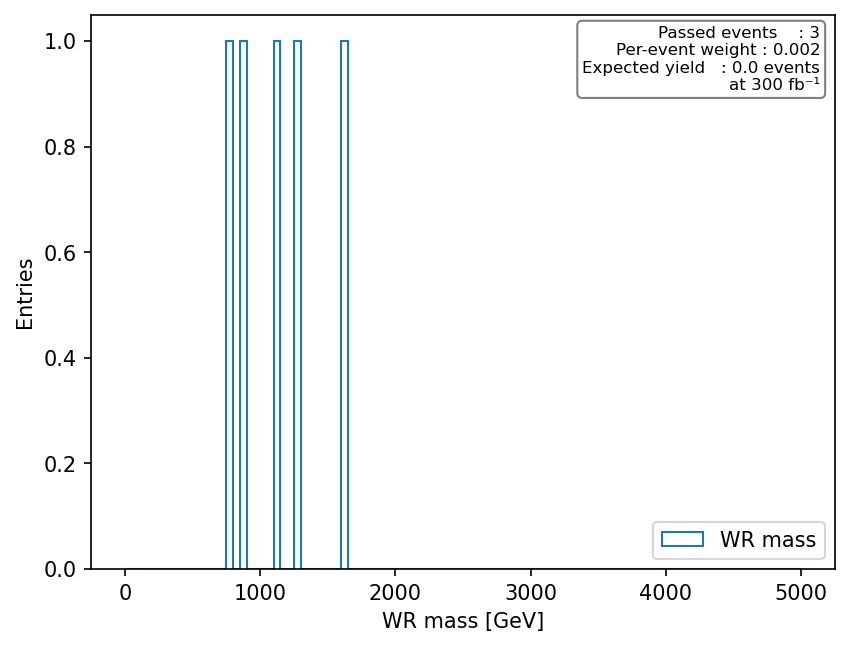 Passed events    : 3
Per-event weight : 0.002
Expected yield   : 0.0 events
at 300 fb⁻¹
1.0
0.8
0.6
0.4
0.2
0.0
Entries
WR mass
0 1000 2000 3000 4000 5000
WR mass [GeV]